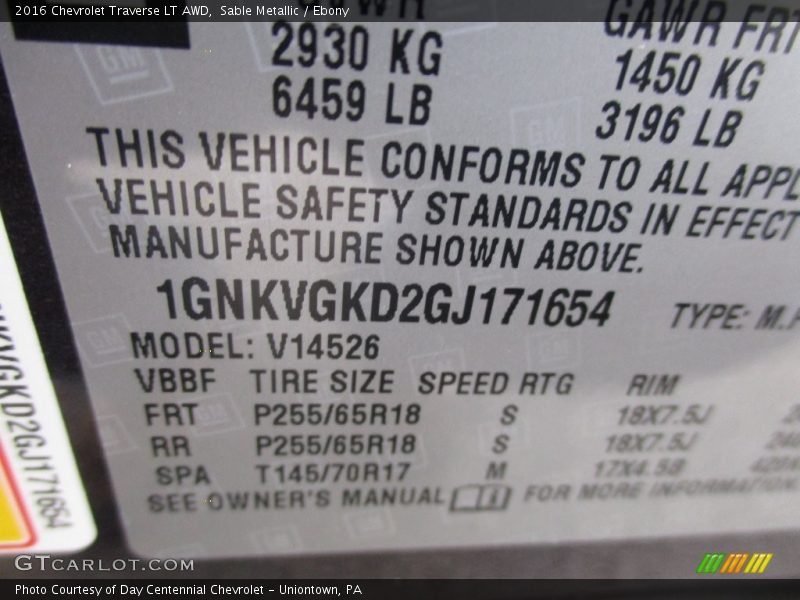 2016 Chevrolet Traverse LT AWD, Sable Metallic / Ebony
GAWR FRT
2930 KG
1450 KG
6459 LB
3196 LB
THIS VEHICLE CONFORMS TO ALL APPL
VEHICLE SAFETY STANDARDS IN EFFECT
MANUFACTURE SHOWN ABOVE.
1GNKVGKD2GJ171654 TYPE: M.P
MODEL: V14526
VBBF TIRE SIZE SPEED RTG RIM
FRT P255/65R18 S 18X7.5J
RR P255/65R18 S 18X7.5J
SPA T145/70R17 M 17X4.5B
SEE OWNER'S MANUAL FOR MORE INFORMATION
KVGKD2GJ171654
GTCARLOT.COM
Photo Courtesy of Day Centennial Chevrolet - Uniontown, PA